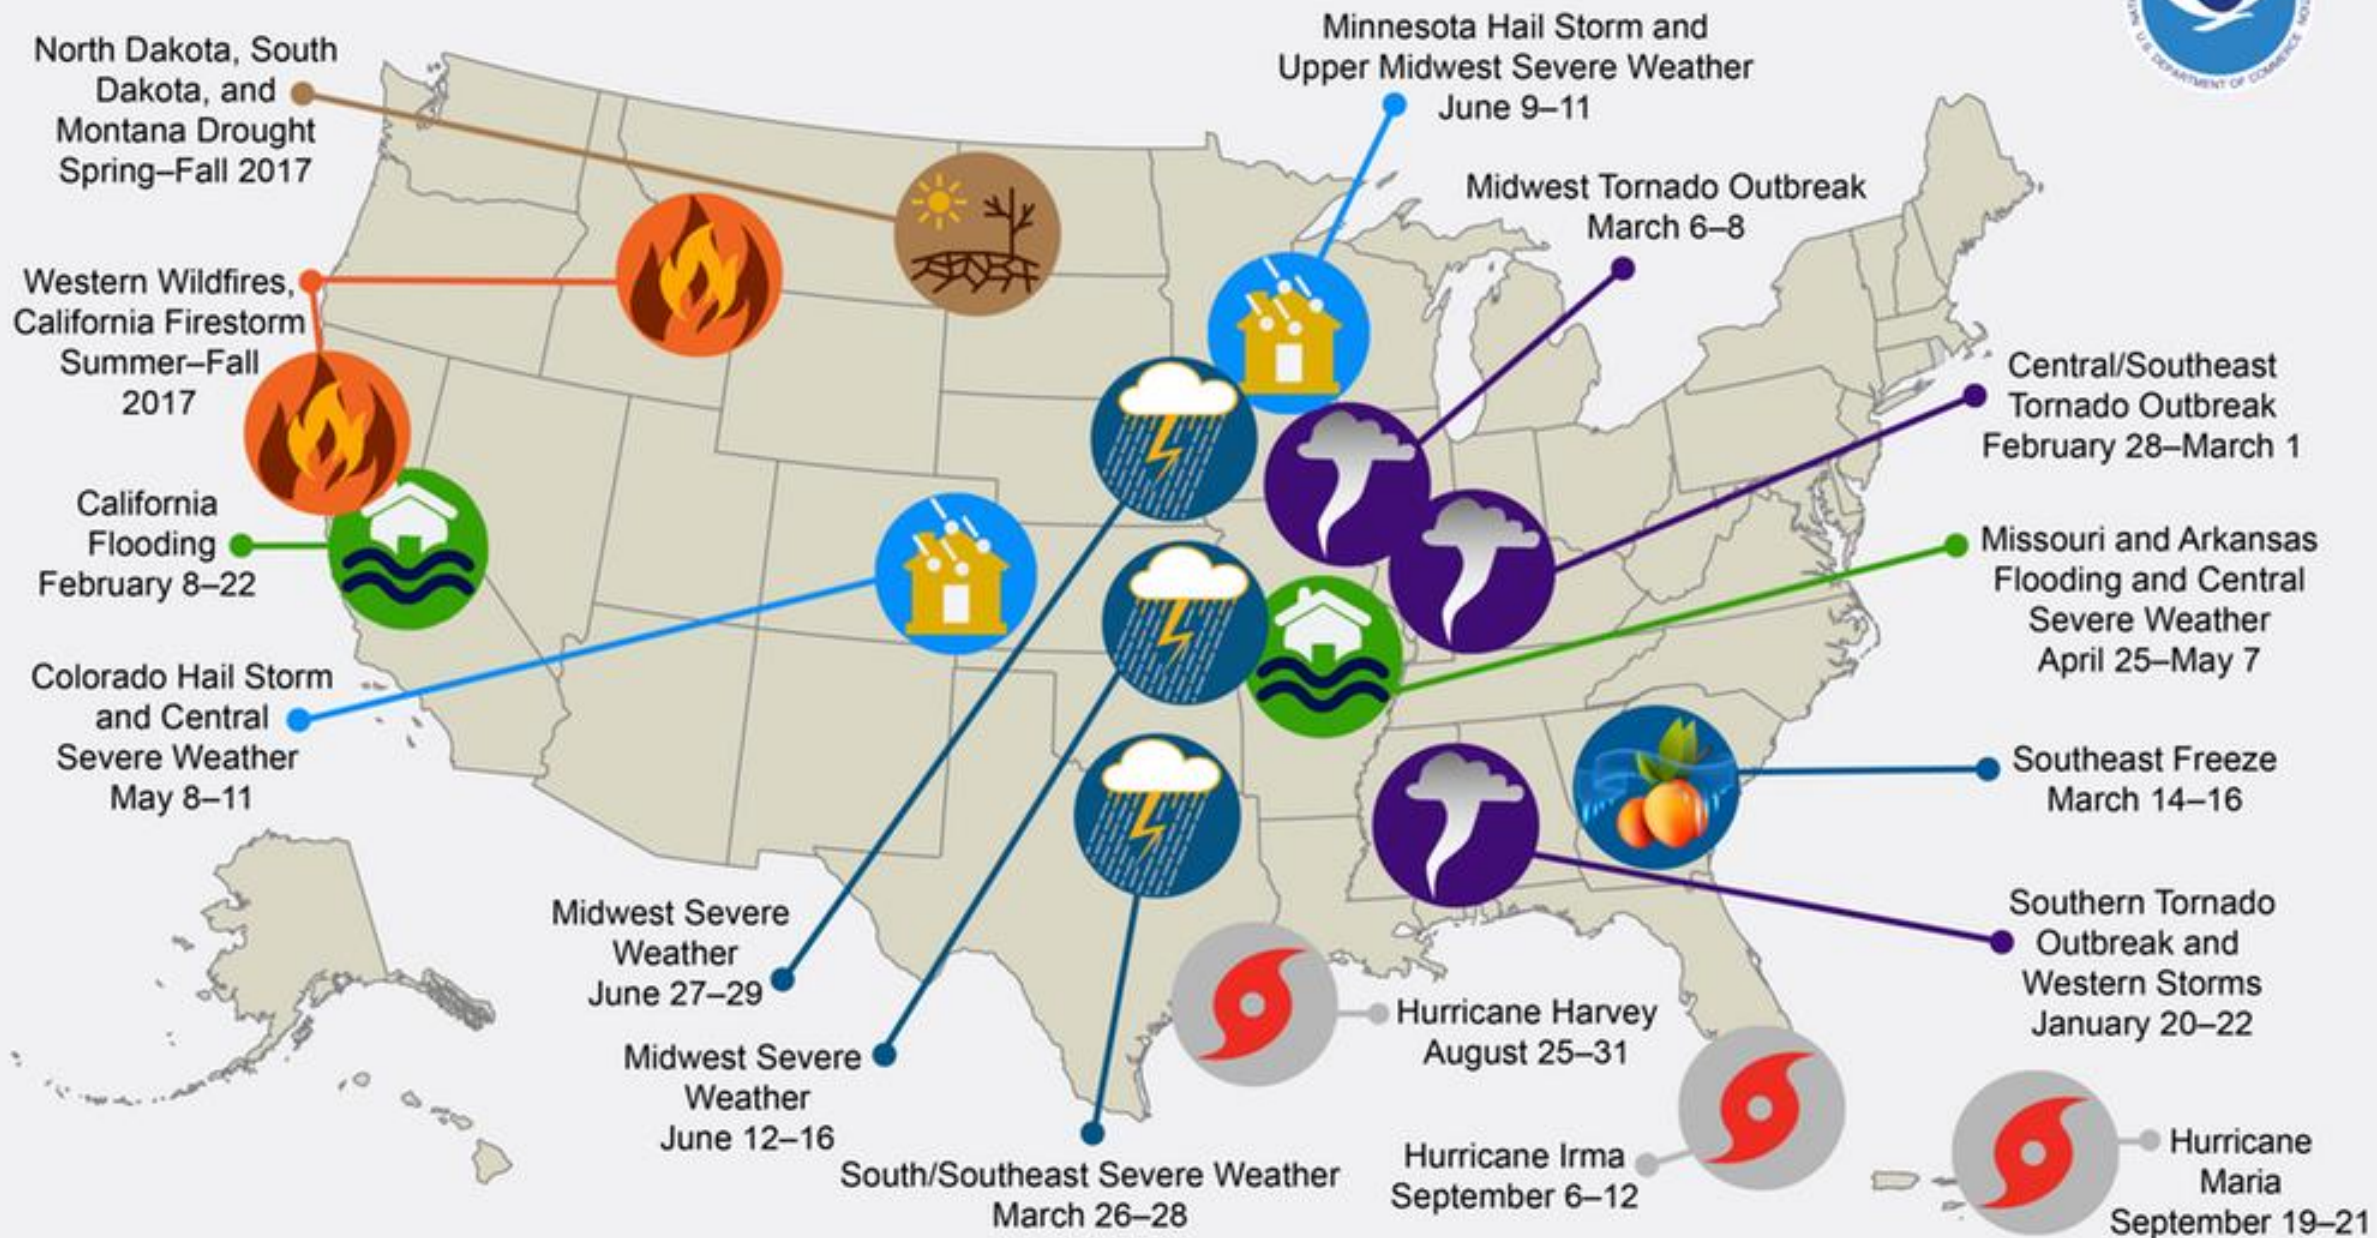 North Dakota, South
Dakota, and
Montana Drought
Spring–Fall 2017
Minnesota Hail Storm and
Upper Midwest Severe Weather
June 9–11
U.S. DEPARTMENT OF COMMERCE
Midwest Tornado Outbreak
March 6–8
Western Wildfires,
California Firestorm
Summer–Fall
2017
Central/Southeast
Tornado Outbreak
February 28–March 1
California
Flooding
February 8–22
Missouri and Arkansas
Flooding and Central
Severe Weather
April 25–May 7
Colorado Hail Storm
and Central
Severe Weather
May 8–11
Southeast Freeze
March 14–16
Midwest Severe
Weather
June 27–29
Southern Tornado
Outbreak and
Western Storms
January 20–22
Hurricane Harvey
August 25–31
Midwest Severe
Weather
June 12–16
South/Southeast Severe Weather
March 26–28
Hurricane Irma
September 6–12
Hurricane
Maria
September 19–21